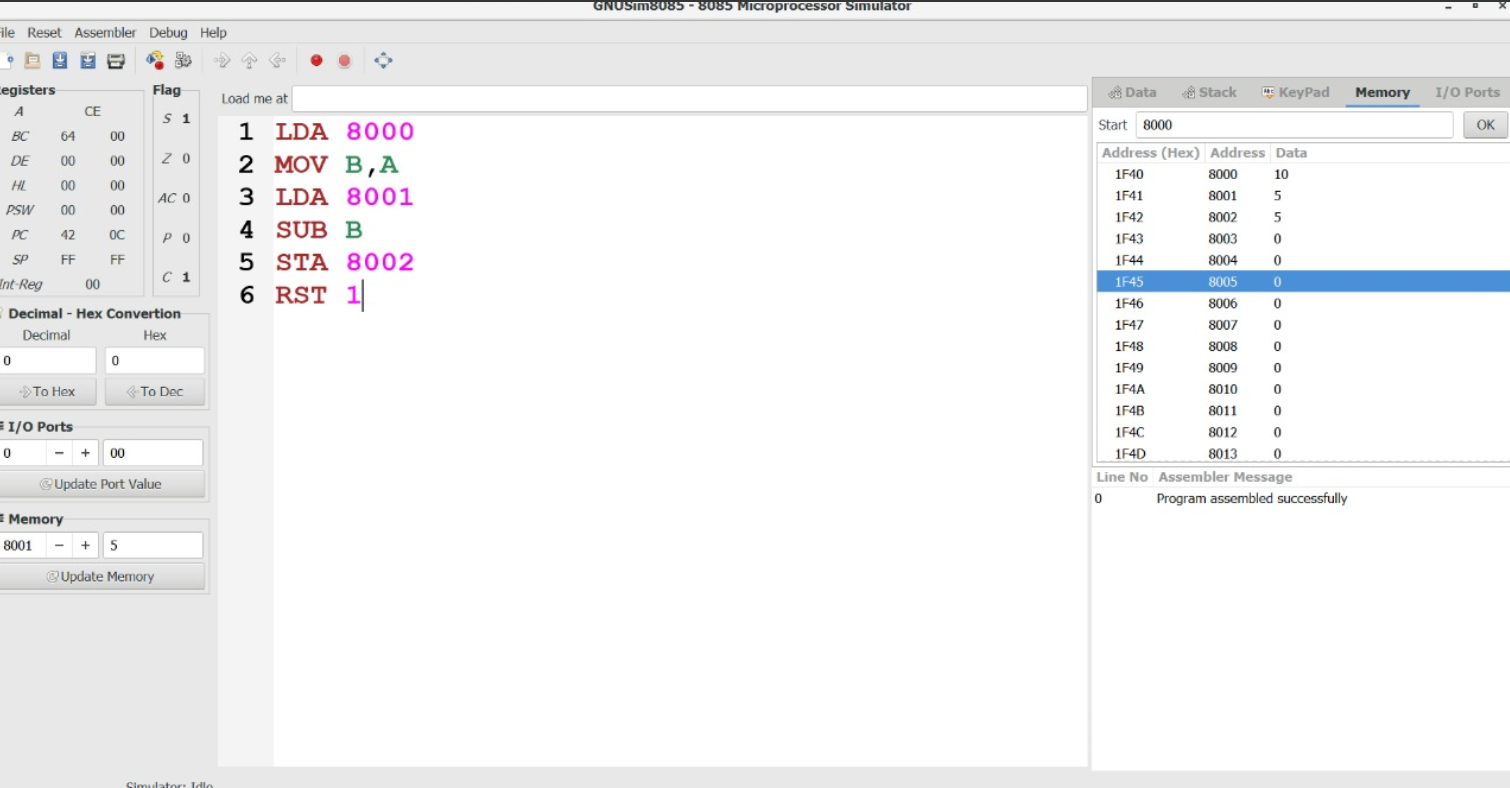 GNUSim8085 - 8085 Microprocessor Simulator
File Reset Assembler Debug Help
Registers
A CE
BC 64 00
DE 00 00
HL 00 00
PSW 00 00
PC 42 0C
SP FF FF
Int-Reg 00
Flag
S 1
Z 0
AC 0
P 0
C 1
Decimal - Hex Convertion
Decimal Hex
0 0
To Hex To Dec
I/O Ports
0 - + 00
Update Port Value
Memory
8001 - + 5
Update Memory
Load me at
1 LDA 8000
2 MOV B,A
3 LDA 8001
4 SUB B
5 STA 8002
6 RST 1
Data Stack KeyPad Memory I/O Ports
Start 8000 OK
Address (Hex) Address Data
1F40 8000 10
1F41 8001 5
1F42 8002 5
1F43 8003 0
1F44 8004 0
1F45 8005 0
1F46 8006 0
1F47 8007 0
1F48 8008 0
1F49 8009 0
1F4A 8010 0
1F4B 8011 0
1F4C 8012 0
1F4D 8013 0
Line No Assembler Message
0 Program assembled successfully
Simulator: Idle